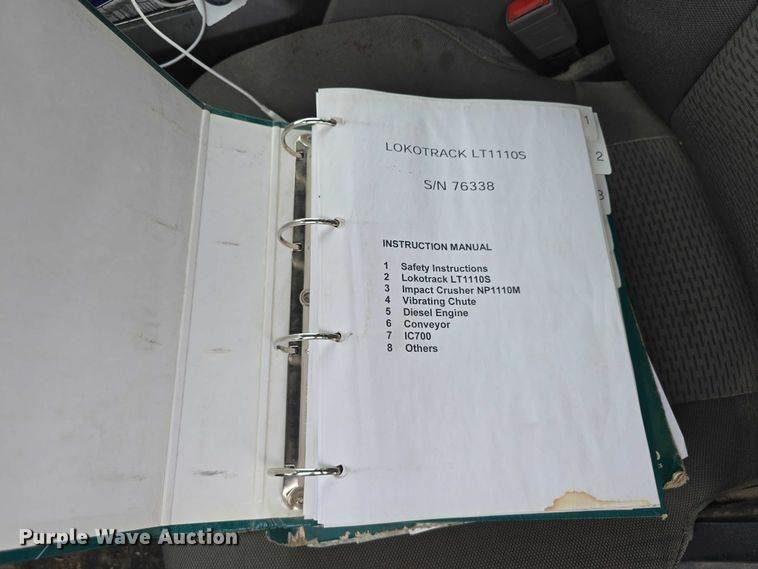 LOKOTRACK LT1110S
S/N 76338
INSTRUCTION MANUAL
1 Safety Instructions
2 Lokotrack LT1110S
3 Impact Crusher NP1110M
4 Vibrating Chute
5 Diesel Engine
6 Conveyor
7 IC700
8 Others
1
2
3
Purple Wave Auction